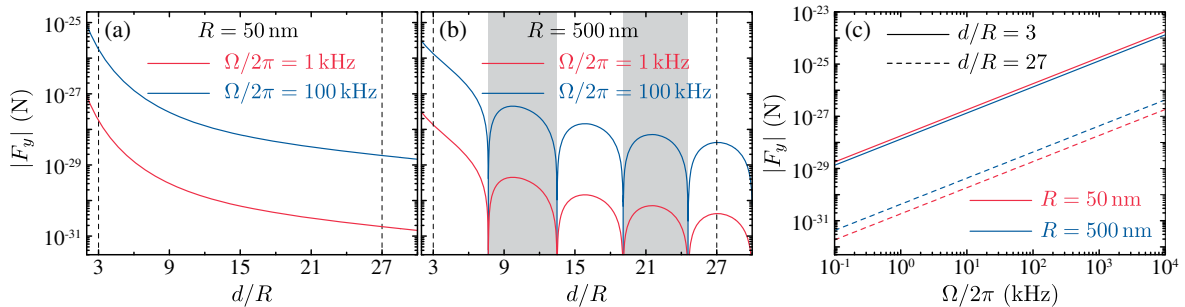 (a) R = 50 nm
Ω/2π = 1 kHz
Ω/2π = 100 kHz
|F_y| (N)
10^-25
10^-27
10^-29
10^-31
3 9 15 21 27
d/R
(b) R = 500 nm
Ω/2π = 1 kHz
Ω/2π = 100 kHz
3 9 15 21 27
d/R
(c) d/R = 3
d/R = 27
|F_y| (N)
10^-23
10^-25
10^-27
10^-29
10^-31
R = 50 nm
R = 500 nm
10^-1 10^0 10^1 10^2 10^3 10^4
Ω/2π (kHz)